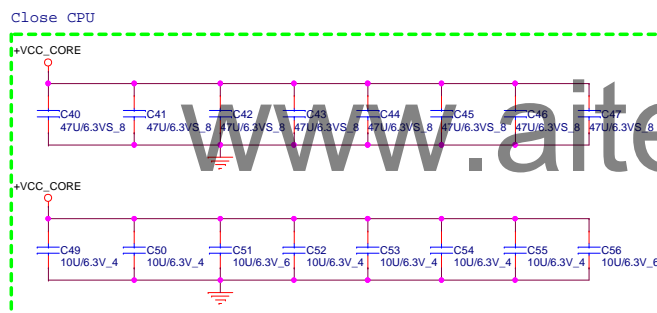 Close CPU
+VCC_CORE
C40 C41 C42 C43 C44 C45 C46 C47
47U/6.3VS_8 47U/6.3VS_8 47U/6.3VS_8 47U/6.3VS_8 47U/6.3VS_8 47U/6.3VS_8 47U/6.3VS_8 47U/6.3VS_8
www.aite
+VCC_CORE
C49 C50 C51 C52 C53 C54 C55 C56
10U/6.3V_4 10U/6.3V_4 10U/6.3V_6 10U/6.3V_4 10U/6.3V_4 10U/6.3V_4 10U/6.3V_4 10U/6.3V_6